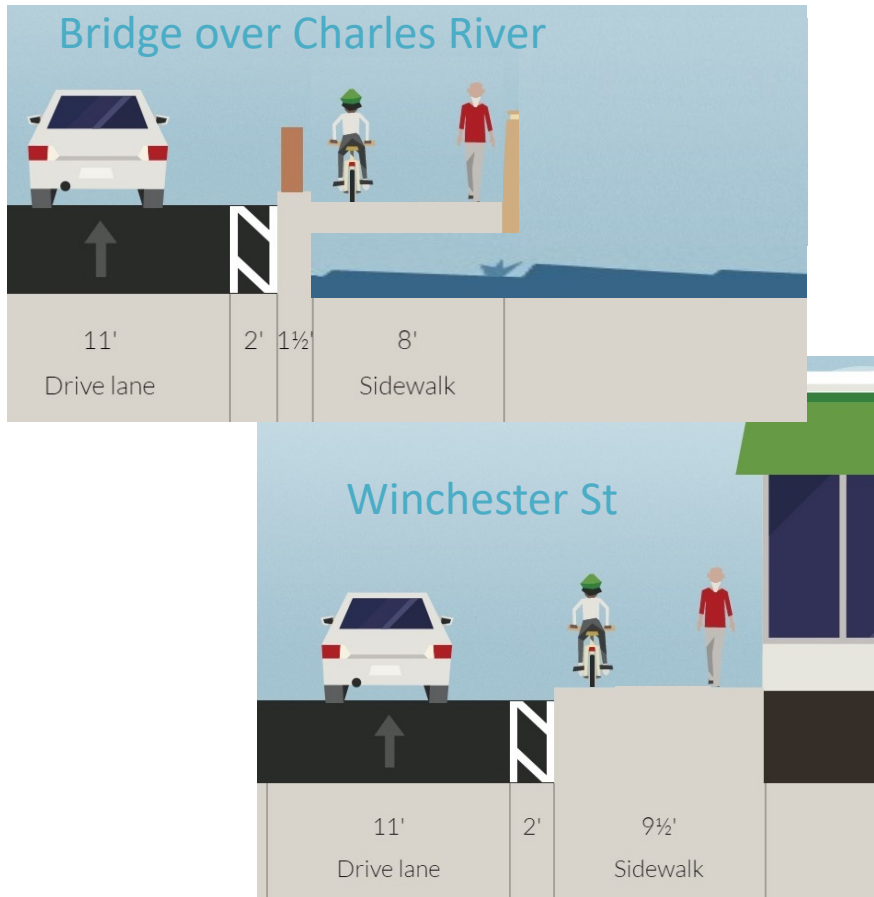 Bridge over Charles River
11' 2' 1½' 8'
Drive lane Sidewalk
Winchester St
11' 2' 9½'
Drive lane Sidewalk